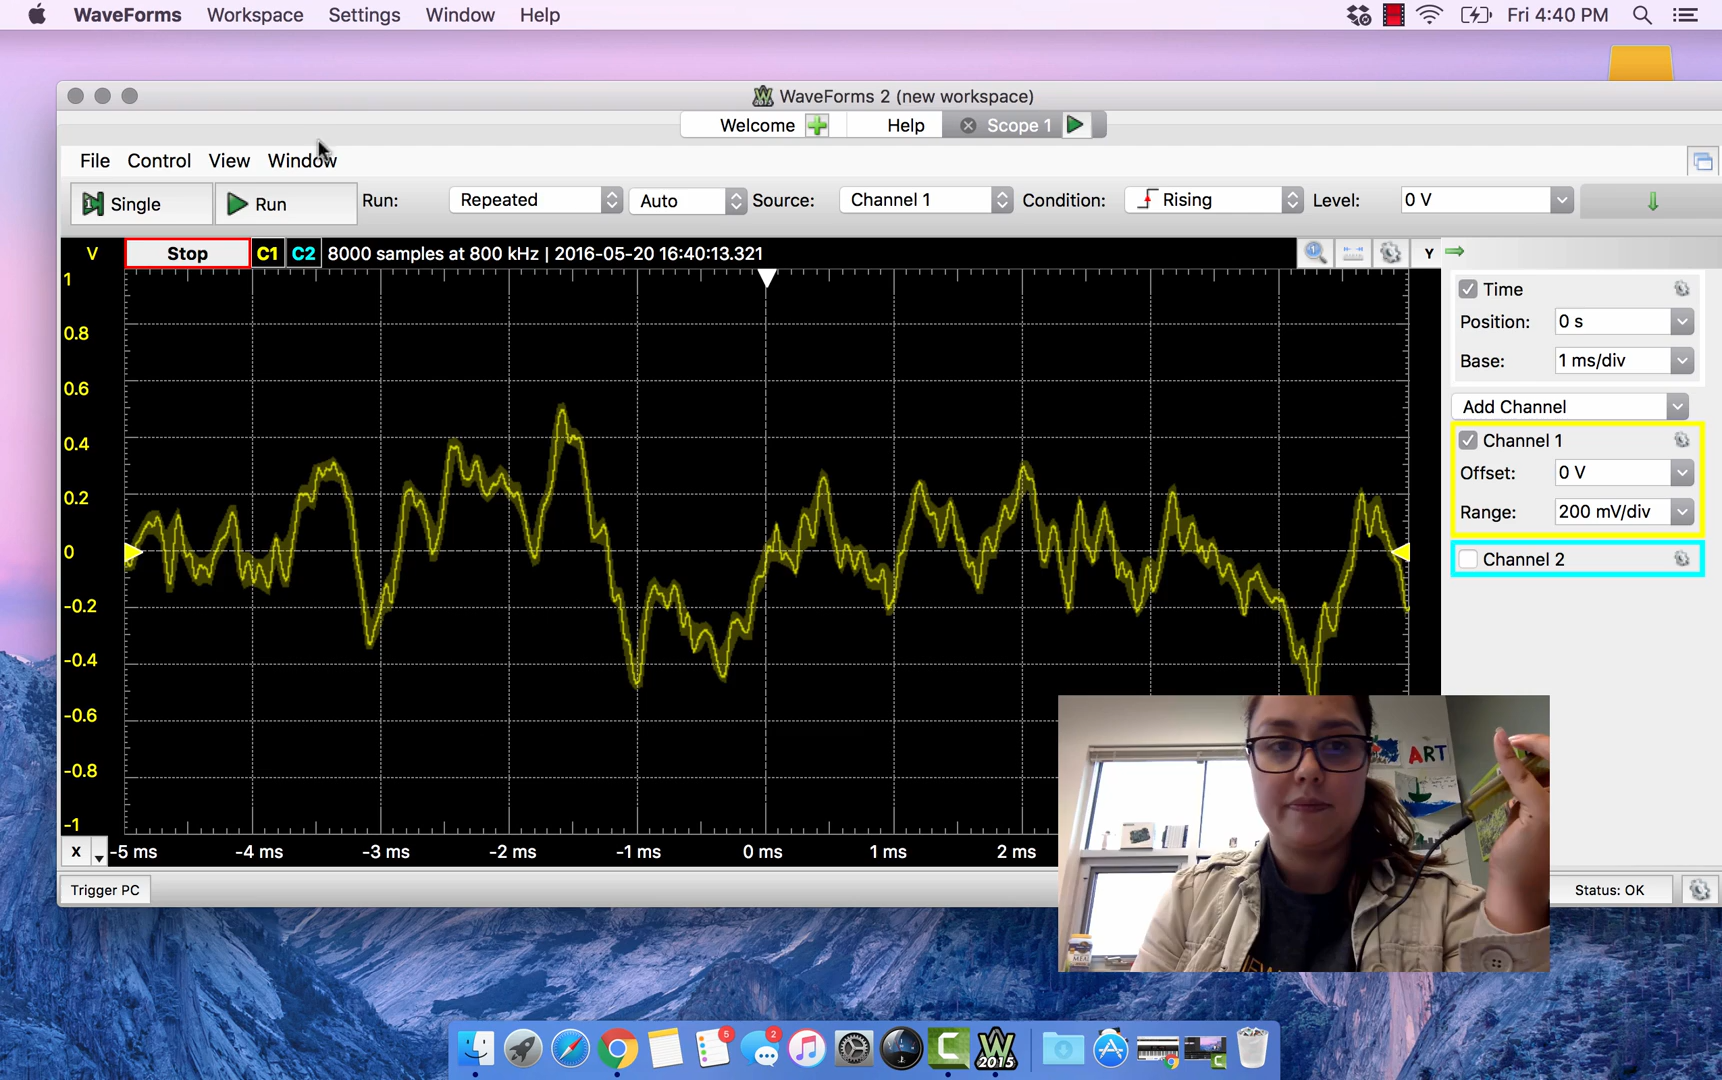 WaveForms Workspace Settings Window Help Fri 4:40 PM
WaveForms 2 (new workspace)
Welcome Help Scope 1
File Control View Window
Single Run Run: Repeated Auto Source: Channel 1 Condition: Rising Level: 0 V
V Stop C1 C2 8000 samples at 800 kHz | 2016-05-20 16:40:13.321 Y
1
0.8
0.6
0.4
0.2
0
-0.2
-0.4
-0.6
-0.8
-1
X -5 ms -4 ms -3 ms -2 ms -1 ms 0 ms 1 ms 2 ms
Time
Position: 0 s
Base: 1 ms/div
Add Channel
Channel 1
Offset: 0 V
Range: 200 mV/div
Channel 2
ART
Trigger PC Status: OK
5 2
2015